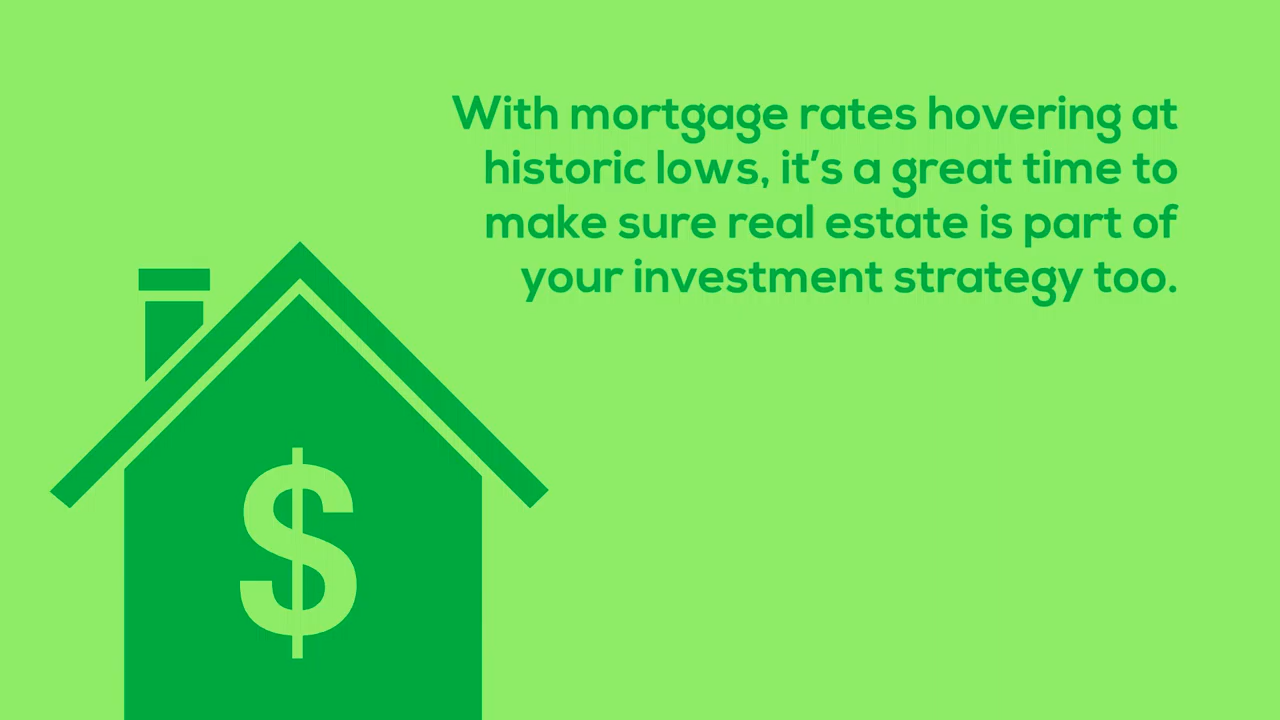 With mortgage rates hovering at
historic lows, it’s a great time to
make sure real estate is part of
your investment strategy too.
$